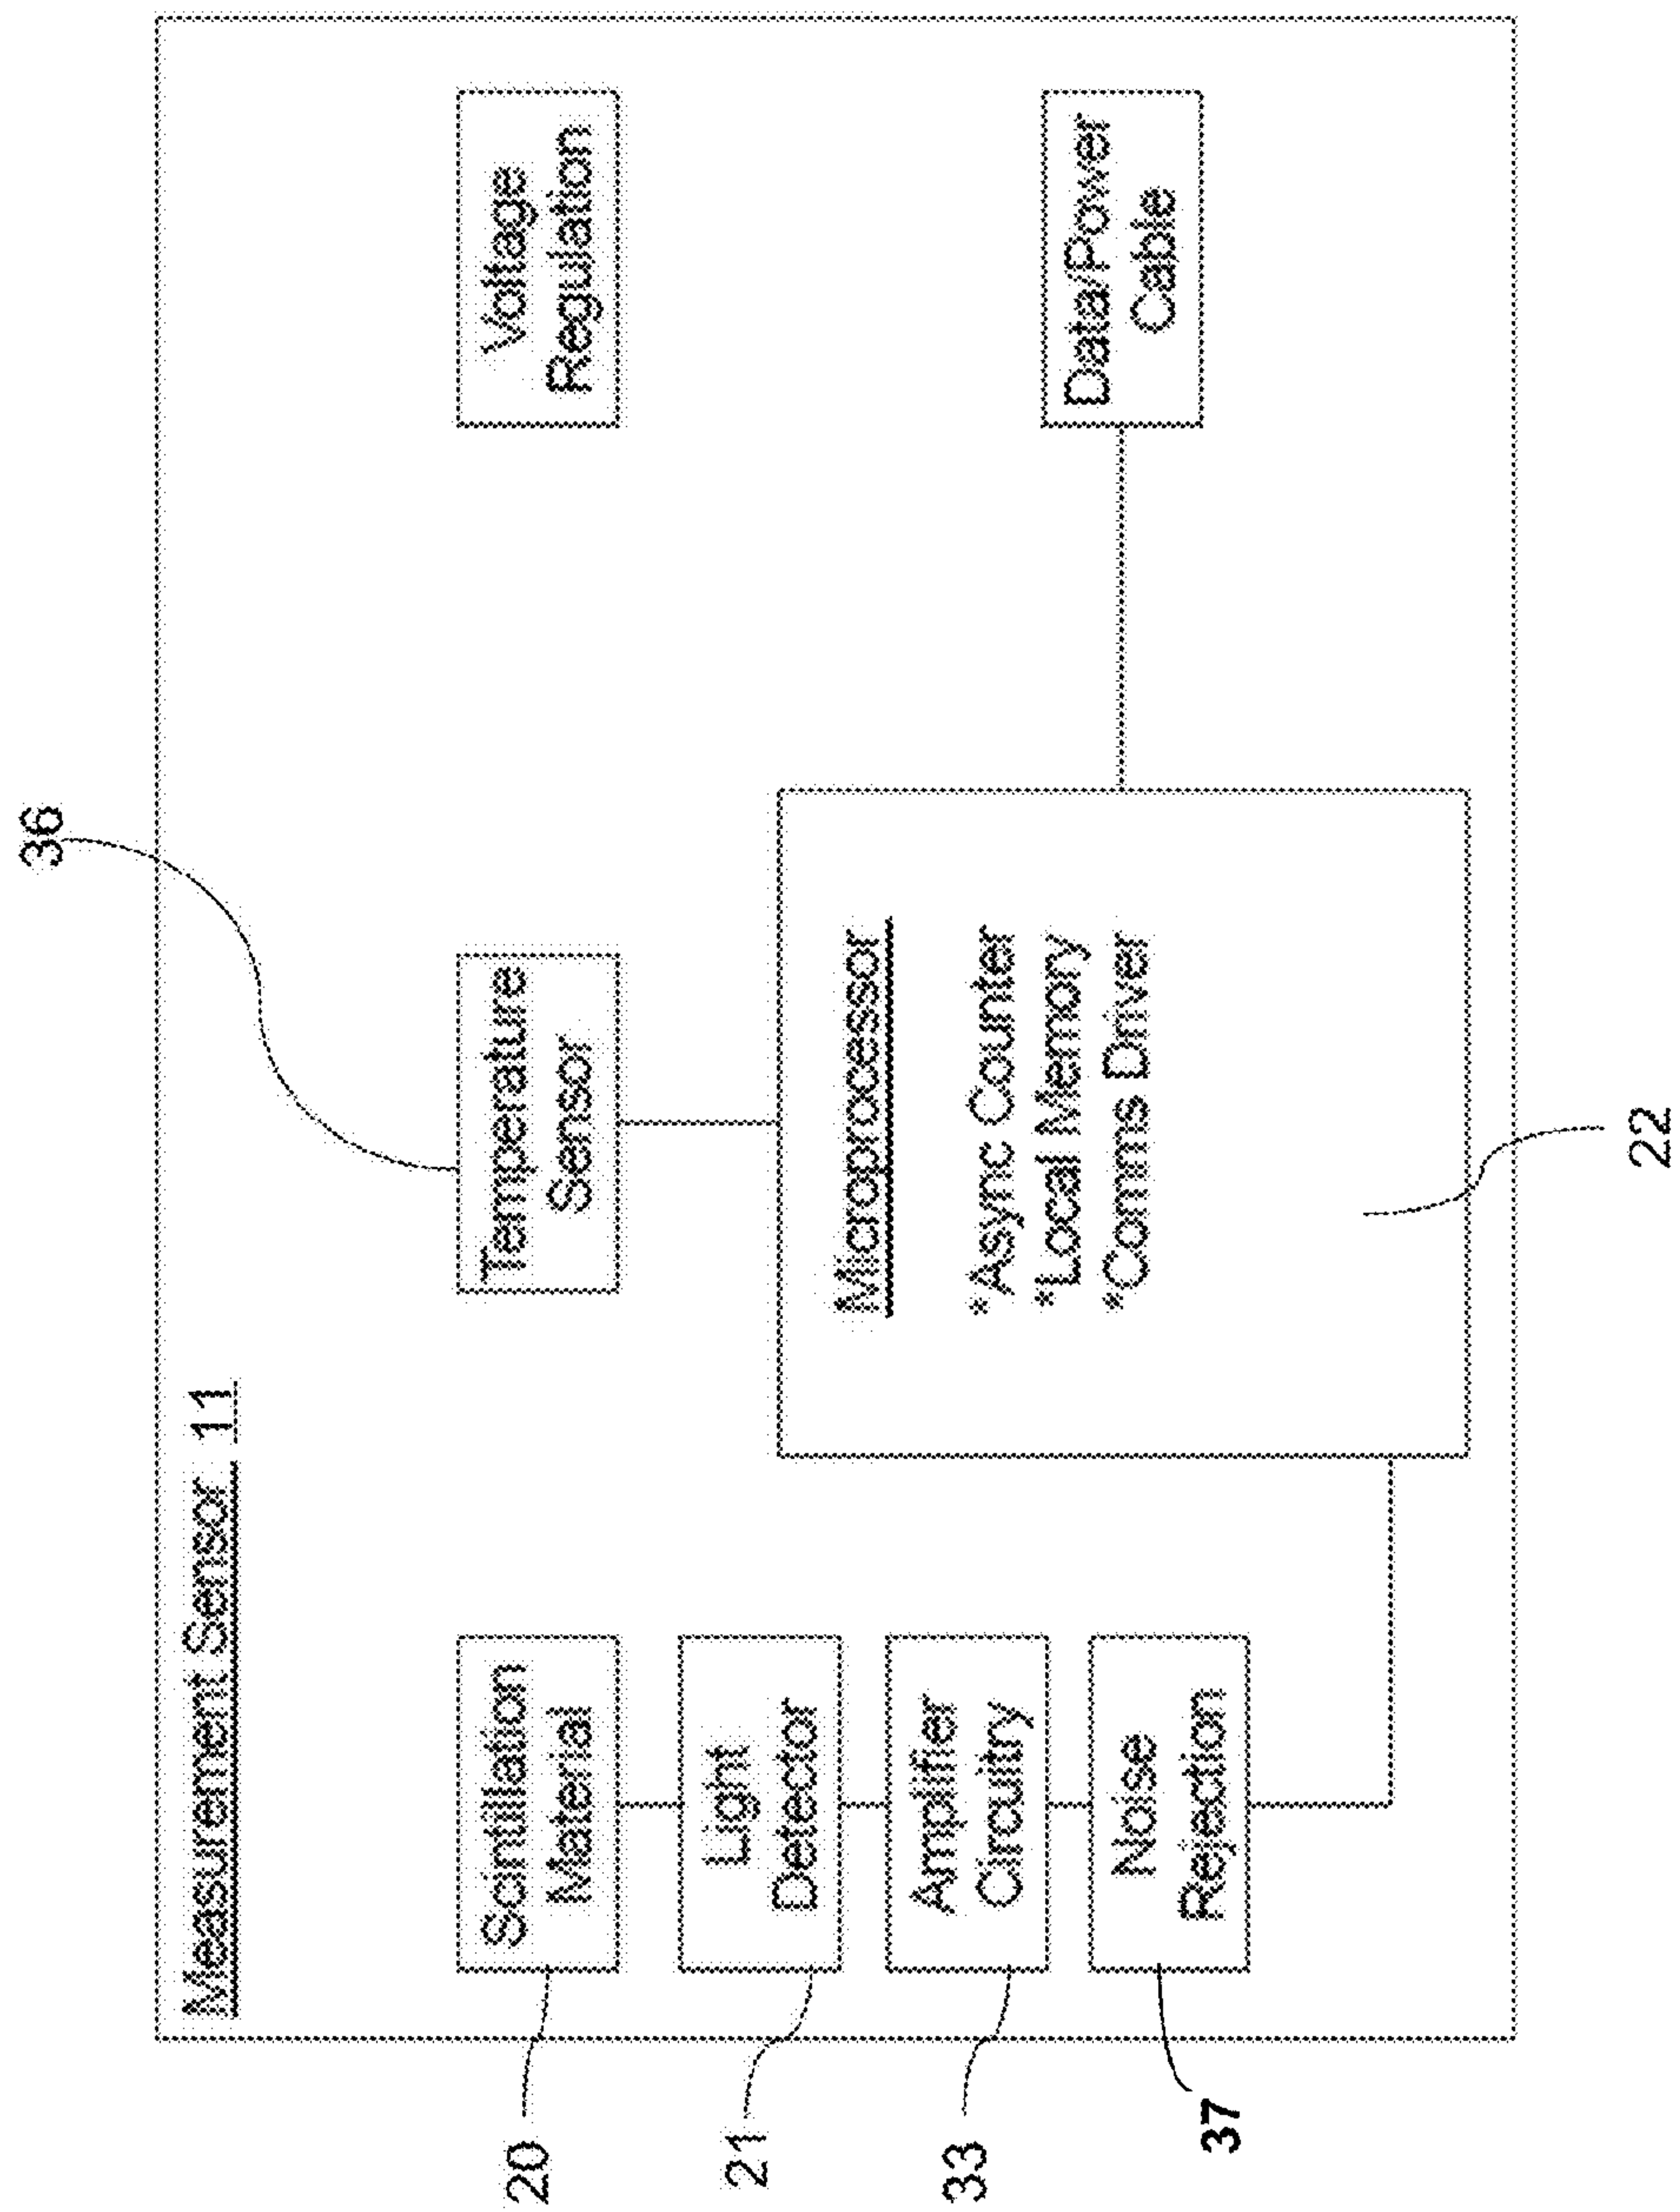 Measurement Sensor 11
36
Scintillation
Material
Temperature
Sensor
Voltage
Regulation
20
Light
Detector
21
Microprocessor
*Async Counter
*Local Memory
*Comms Driver
Amplifier
Circuitry
33
Data/Power
Cable
Noise
Rejection
37
22